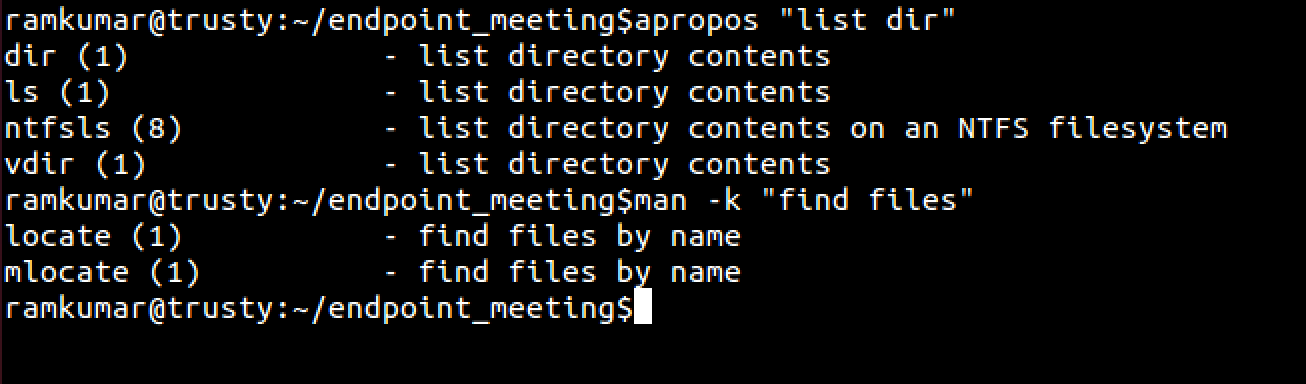 ramkumar@trusty:~/endpoint_meeting$apropos "list dir"
dir (1)              - list directory contents
ls (1)               - list directory contents
ntfsls (8)           - list directory contents on an NTFS filesystem
vdir (1)             - list directory contents
ramkumar@trusty:~/endpoint_meeting$man -k "find files"
locate (1)           - find files by name
mlocate (1)          - find files by name
ramkumar@trusty:~/endpoint_meeting$